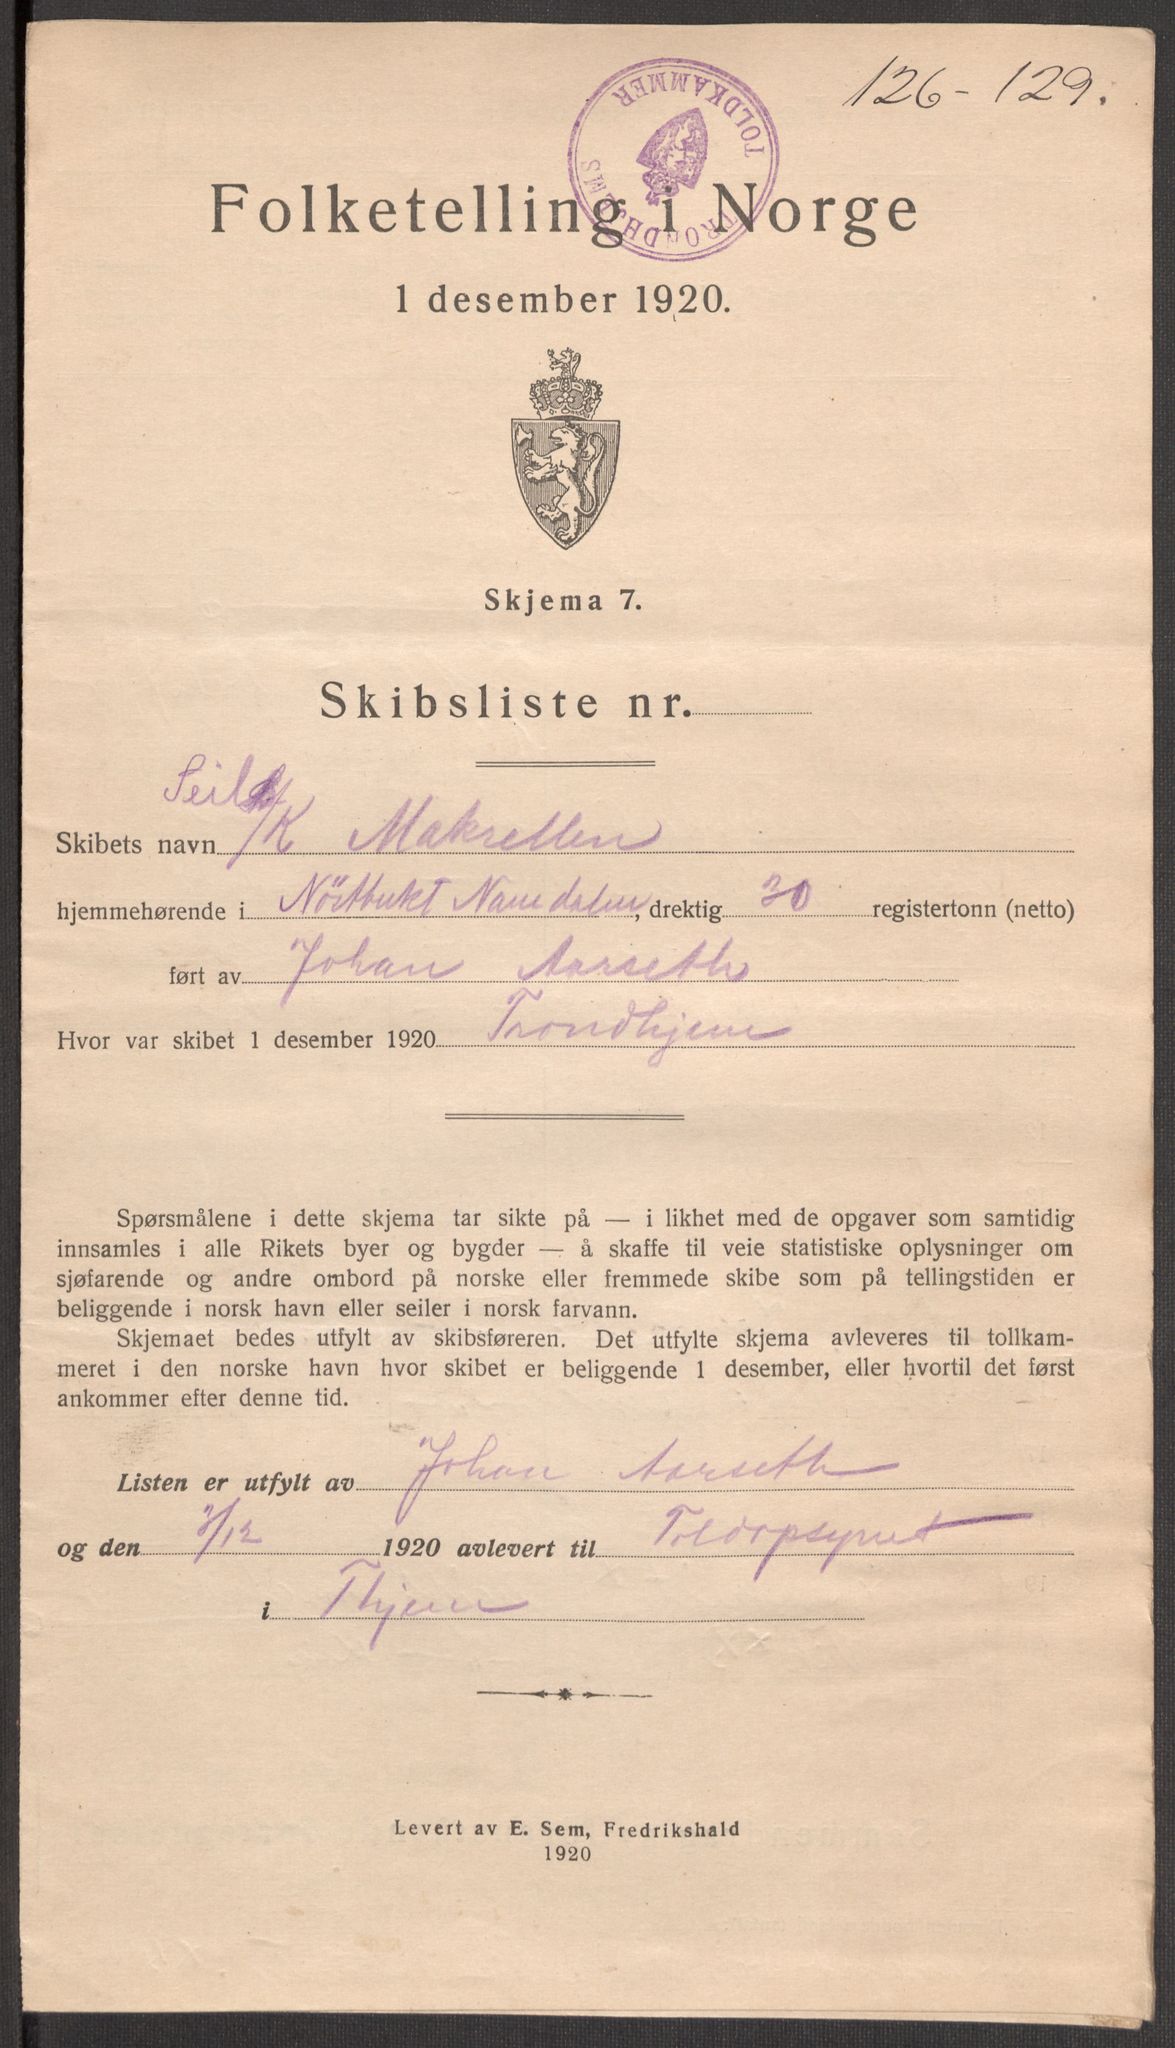 126-129.
TRONDHJEMS TOLDKAMMER
Folketelling i Norge
1 desember 1920.
Skjema 7.
Skibsliste nr.
Seil
Skibets navn /K Makrellen
hjemmehørende i Nöstbukt Namdalen, drektig 30 registertonn (netto)
ført av Johan Aarseth
Hvor var skibet 1 desember 1920 Trondhjem
Spørsmålene i dette skjema tar sikte på — i likhet med de opgaver som samtidig
innsamles i alle Rikets byer og bygder — å skaffe til veie statistiske oplysninger om
sjøfarende og andre ombord på norske eller fremmede skibe som på tellingstiden er
beliggende i norsk havn eller seiler i norsk farvann.
Skjemaet bedes utfylt av skibsføreren. Det utfylte skjema avleveres til tollkam-
meret i den norske havn hvor skibet er beliggende 1 desember, eller hvortil det først
ankommer efter denne tid.
Listen er utfylt av Johan Aarseth
og den 3/12 1920 avlevert til Toldopsynet
i Thjem
Levert av E. Sem, Fredrikshald
1920